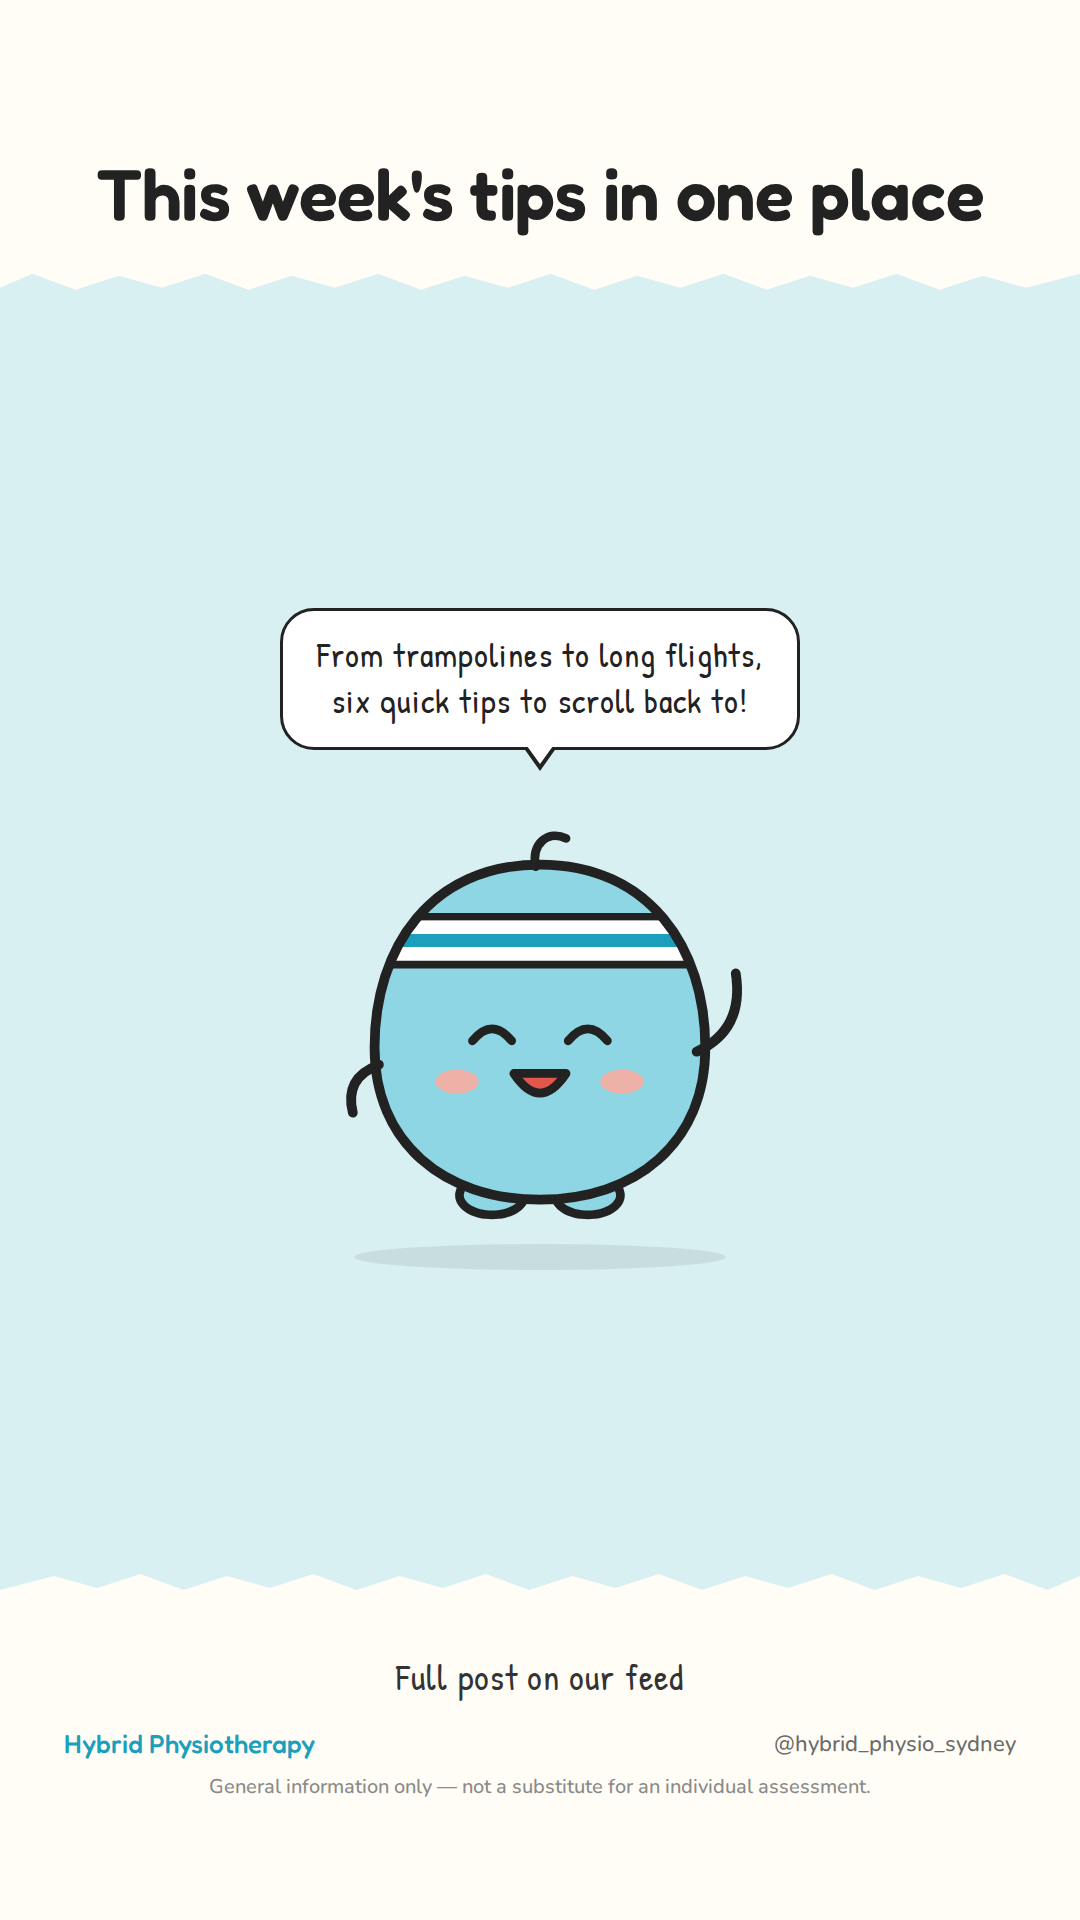 This week's tips in one place
From trampolines to long flights,
six quick tips to scroll back to!
Full post on our feed
Hybrid Physiotherapy
@hybrid_physio_sydney
General information only — not a substitute for an individual assessment.